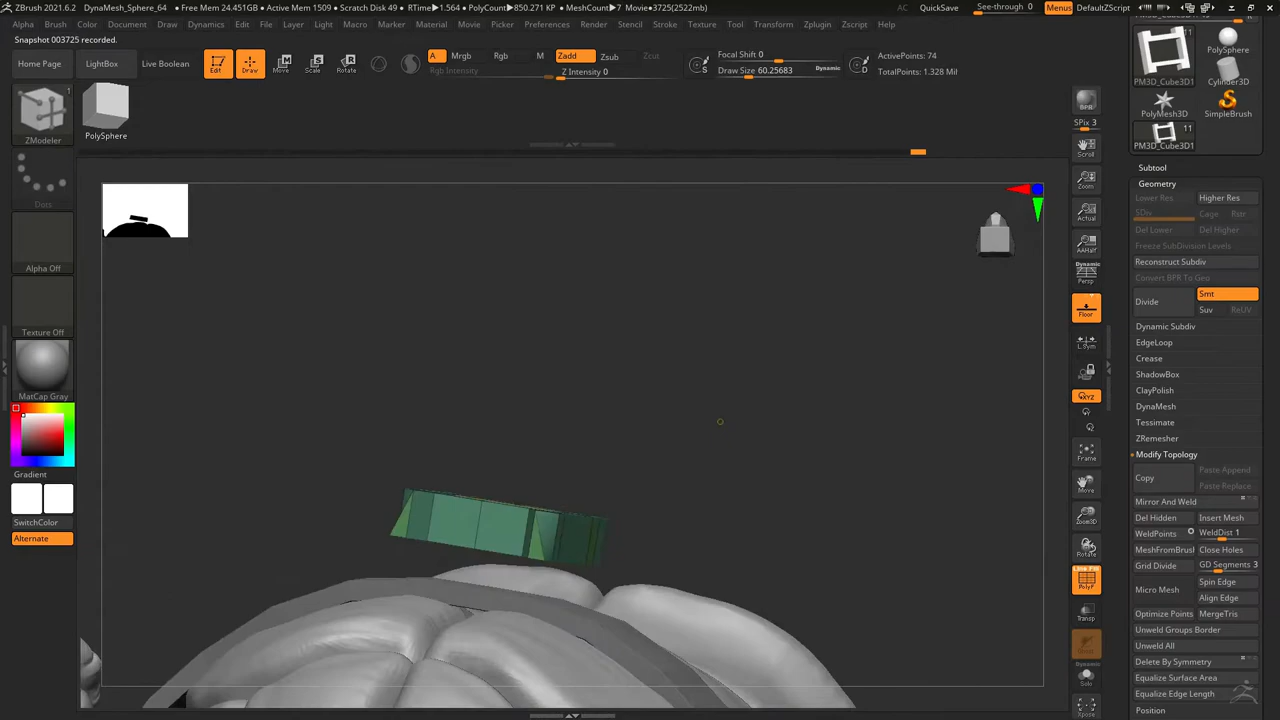 ZBrush 2021.6.2 DynaMesh_Sphere_64 • Free Mem 24.451GB • Active Mem 1509 • Scratch Disk 49 • RTime▸1.564 • PolyCount▸850.271 KP • MeshCount▸7 Movie●3725(2522mb) AC QuickSave See-through 0 Menus DefaultZScript
Alpha Brush Color Document Draw Dynamics Edit File Layer Light Macro Marker Material Movie Picker Preferences Render Stencil Stroke Texture Tool Transform Zplugin Zscript Help
Snapshot 003725 recorded.
Home Page LightBox Live Boolean Edit Draw Move Scale Rotate
A Mrgb Rgb M Zadd Zsub Zcut
Rgb Intensity Z Intensity 0
Focal Shift 0
Draw Size 60.25683 Dynamic
S D
ActivePoints: 74
TotalPoints: 1.328 Mil
1
ZModeler
PolySphere
Dots
Alpha Off
Texture Off
MatCap Gray
Gradient
SwitchColor
Alternate
BPR
SPix 3
Scroll
Zoom
Actual
AAHalf
Dynamic
Persp
Floor
L.Sym
XYZ
Frame
Move
Zoom3D
Rotate
Line Fill
PolyF
Transp
Dynamic
Solo
Xpose
11
PM3D_Cube3D1
PolySphere
Cylinder3D
PolyMesh3D
SimpleBrush
11
PM3D_Cube3D1
Subtool
Geometry
Lower Res Higher Res
SDiv Cage Rstr
Del Lower Del Higher
Freeze SubDivision Levels
Reconstruct Subdiv
Convert BPR To Geo
Divide Smt
Suv ReUV
Dynamic Subdiv
EdgeLoop
Crease
ShadowBox
ClayPolish
DynaMesh
Tessimate
ZRemesher
Modify Topology
Copy Paste Append
Paste Replace
Mirror And Weld
Del Hidden Insert Mesh
WeldPoints WeldDist 1
MeshFromBrush Close Holes
Grid Divide GD Segments 3
Micro Mesh Spin Edge
Align Edge
Optimize Points MergeTris
Unweld Groups Border
Unweld All
Delete By Symmetry
Equalize Surface Area
Equalize Edge Length
Position